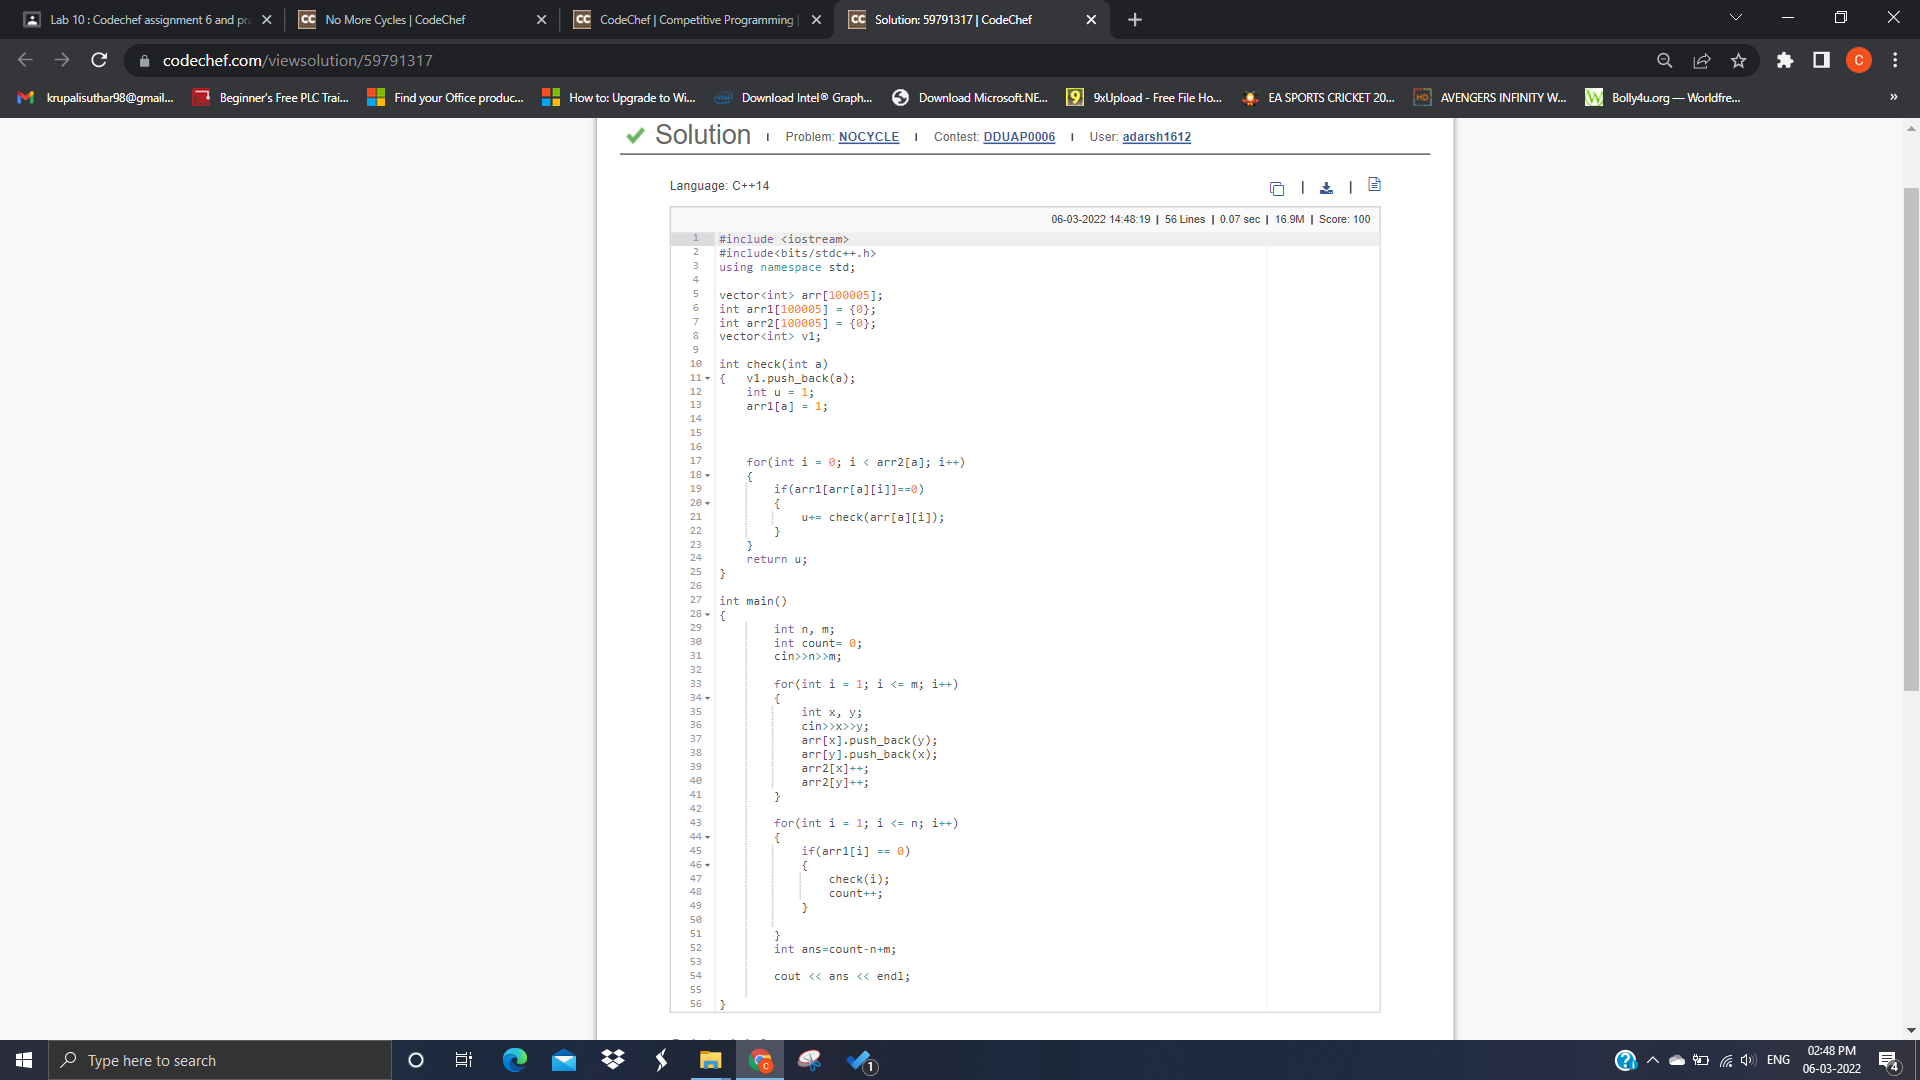 Lab 10 : Codechef assignment 6 and pra
No More Cycles | CodeChef
CodeChef | Competitive Programming |
Solution: 59791317 | CodeChef
codechef.com/viewsolution/59791317
C
krupalisuthar98@gmail...
Beginner's Free PLC Trai...
Find your Office produc...
How to: Upgrade to Wi...
Download Intel® Graph...
Download Microsoft.NE...
9xUpload - Free File Ho...
EA SPORTS CRICKET 20...
AVENGERS INFINITY W...
Bolly4u.org — Worldfre...
»
Solution | Problem: NOCYCLE | Contest: DDUAP0006 | User: adarsh1612
Language: C++14
06-03-2022 14:48:19 | 56 Lines | 0.07 sec | 16.9M | Score: 100
1 #include <iostream>
2 #include<bits/stdc++.h>
3 using namespace std;
4
5 vector<int> arr[100005];
6 int arr1[100005] = {0};
7 int arr2[100005] = {0};
8 vector<int> v1;
9
10 int check(int a)
11 {   v1.push_back(a);
12     int u = 1;
13     arr1[a] = 1;
14
15
16
17     for(int i = 0; i < arr2[a]; i++)
18     {
19         if(arr1[arr[a][i]]==0)
20         {
21             u+= check(arr[a][i]);
22         }
23     }
24     return u;
25 }
26
27 int main()
28 {
29         int n, m;
30         int count= 0;
31         cin>>n>>m;
32
33         for(int i = 1; i <= m; i++)
34         {
35             int x, y;
36             cin>>x>>y;
37             arr[x].push_back(y);
38             arr[y].push_back(x);
39             arr2[x]++;
40             arr2[y]++;
41         }
42
43         for(int i = 1; i <= n; i++)
44         {
45             if(arr1[i] == 0)
46             {
47                 check(i);
48                 count++;
49             }
50
51         }
52         int ans=count-n+m;
53
54         cout << ans << endl;
55
56 }
Type here to search
1
ENG
02:48 PM
06-03-2022
4